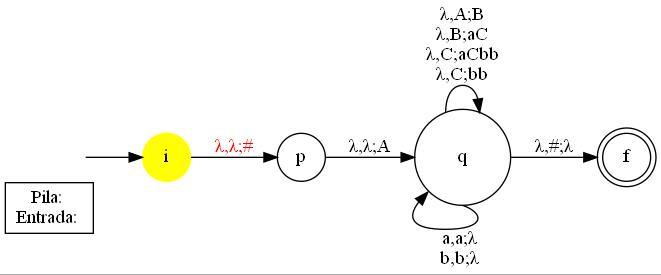 λ,A;B
λ,B;aC
λ,C;aCbb
λ,C;bb
i
λ,λ;#
p
λ,λ;A
q
λ,#;λ
f
Pila:
Entrada:
a,a;λ
b,b;λ